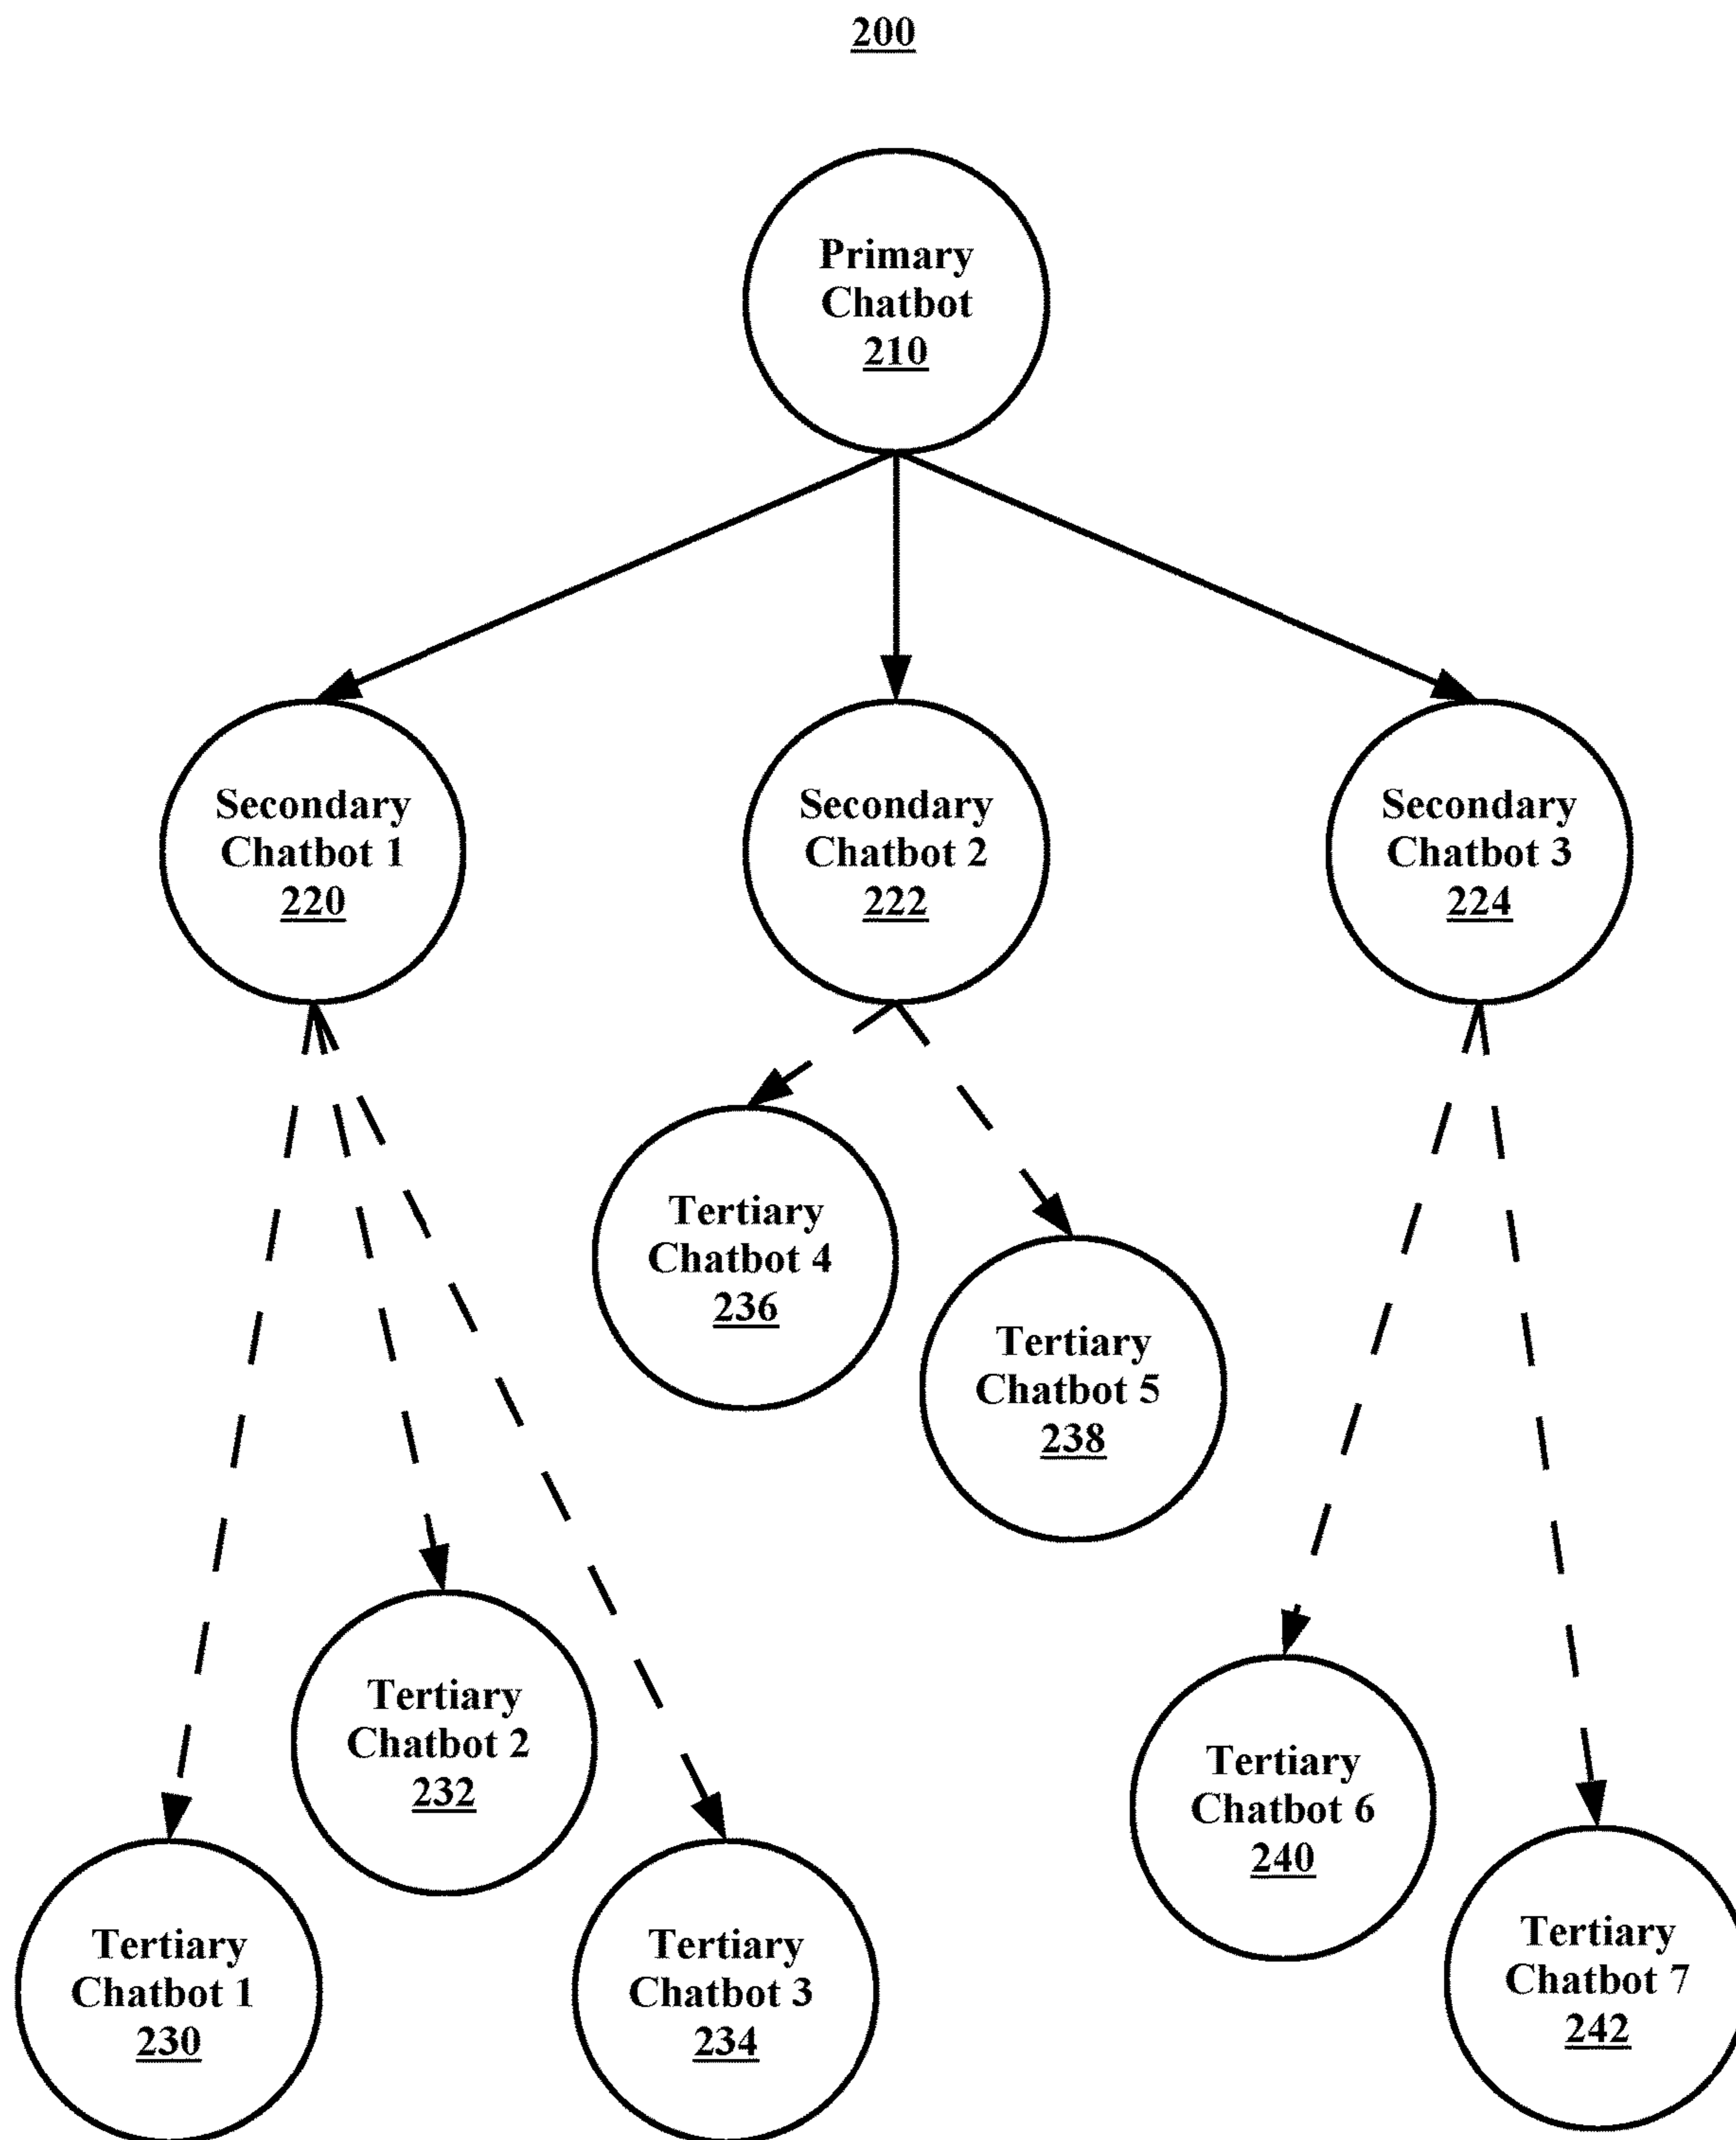 200
Primary
Chatbot
210
Secondary
Chatbot 1
220
Secondary
Chatbot 2
222
Secondary
Chatbot 3
224
Tertiary
Chatbot 4
236
Tertiary
Chatbot 5
238
Tertiary
Chatbot 2
232
Tertiary
Chatbot 6
240
Tertiary
Chatbot 1
230
Tertiary
Chatbot 3
234
Tertiary
Chatbot 7
242